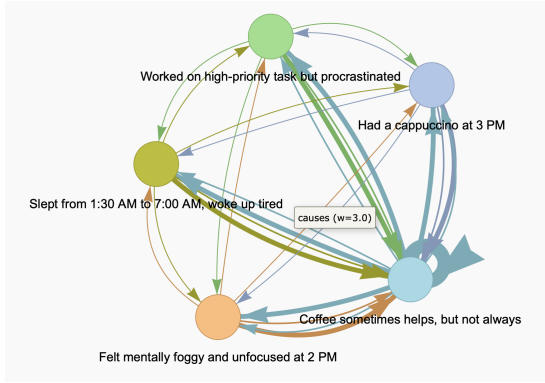 Worked on high-priority task but procrastinated
Had a cappuccino at 3 PM
Slept from 1:30 AM to 7:00 AM, woke up tired
causes (w=3.0)
Coffee sometimes helps, but not always
Felt mentally foggy and unfocused at 2 PM